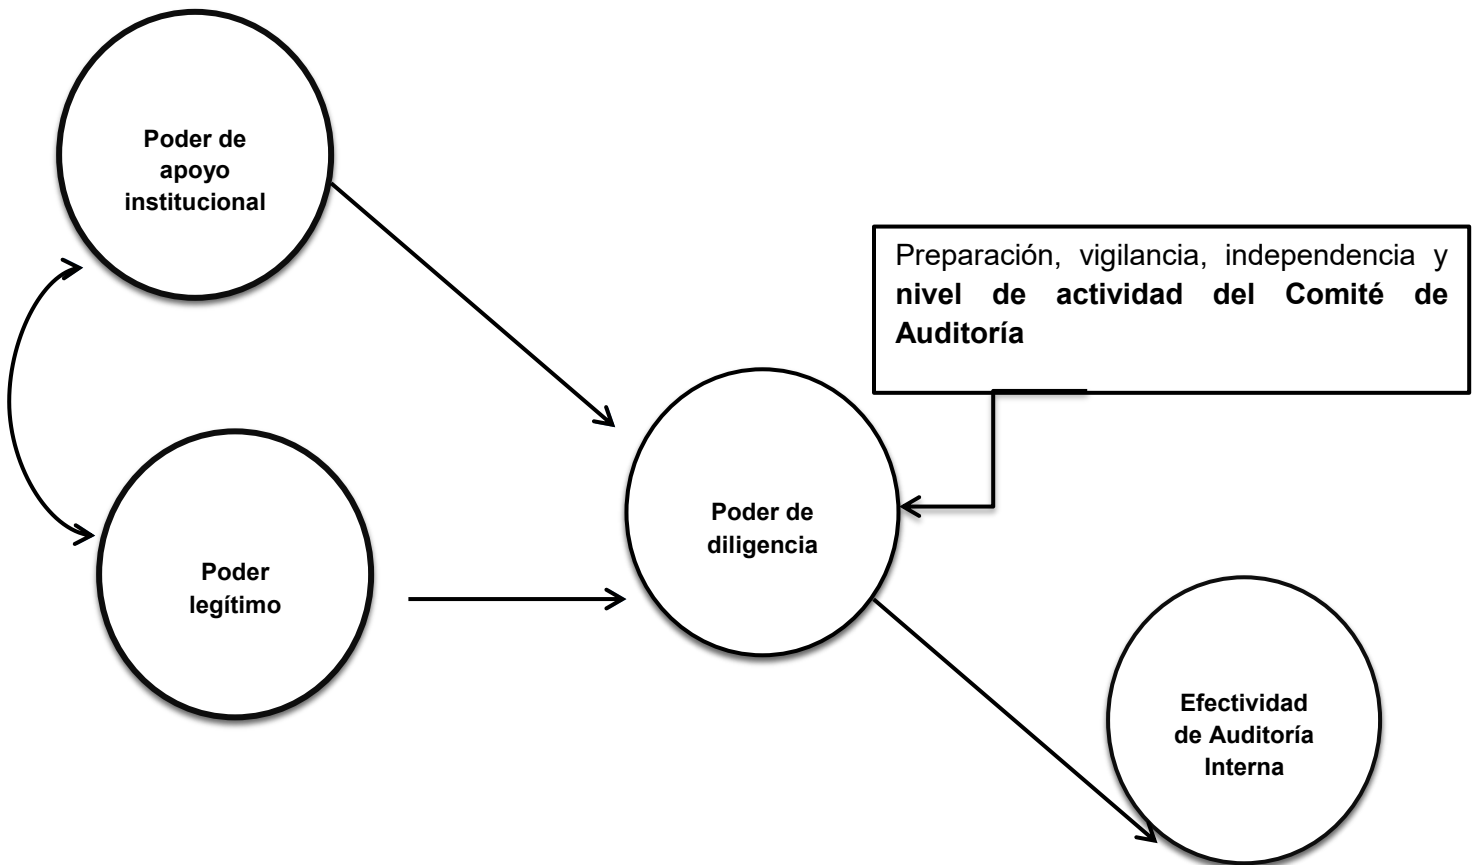 Poder de
apoyo
institucional
Preparación, vigilancia, independencia y
nivel de actividad del Comité de
Auditoría
Poder de
diligencia
Poder
legítimo
Efectividad
de Auditoría
Interna